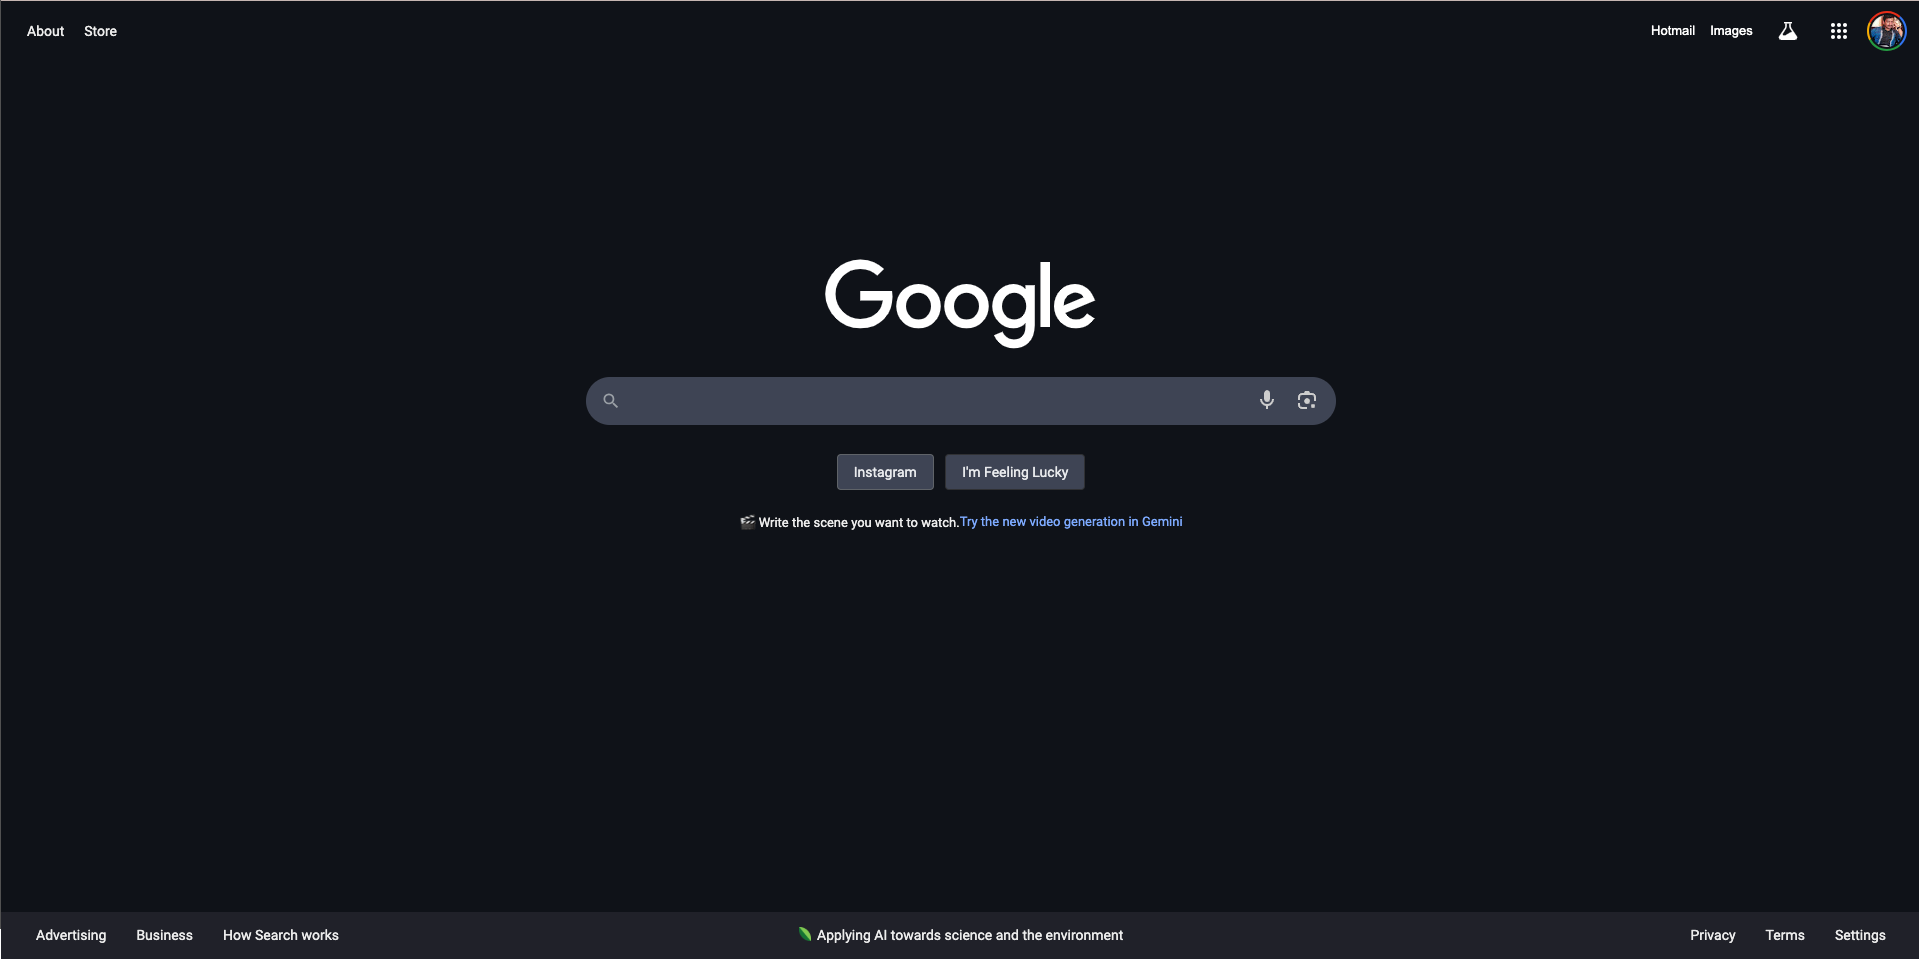 About Store
Hotmail Images
Google
Instagram I'm Feeling Lucky
Write the scene you want to watch.Try the new video generation in Gemini
Advertising Business How Search works
Applying AI towards science and the environment
Privacy Terms Settings